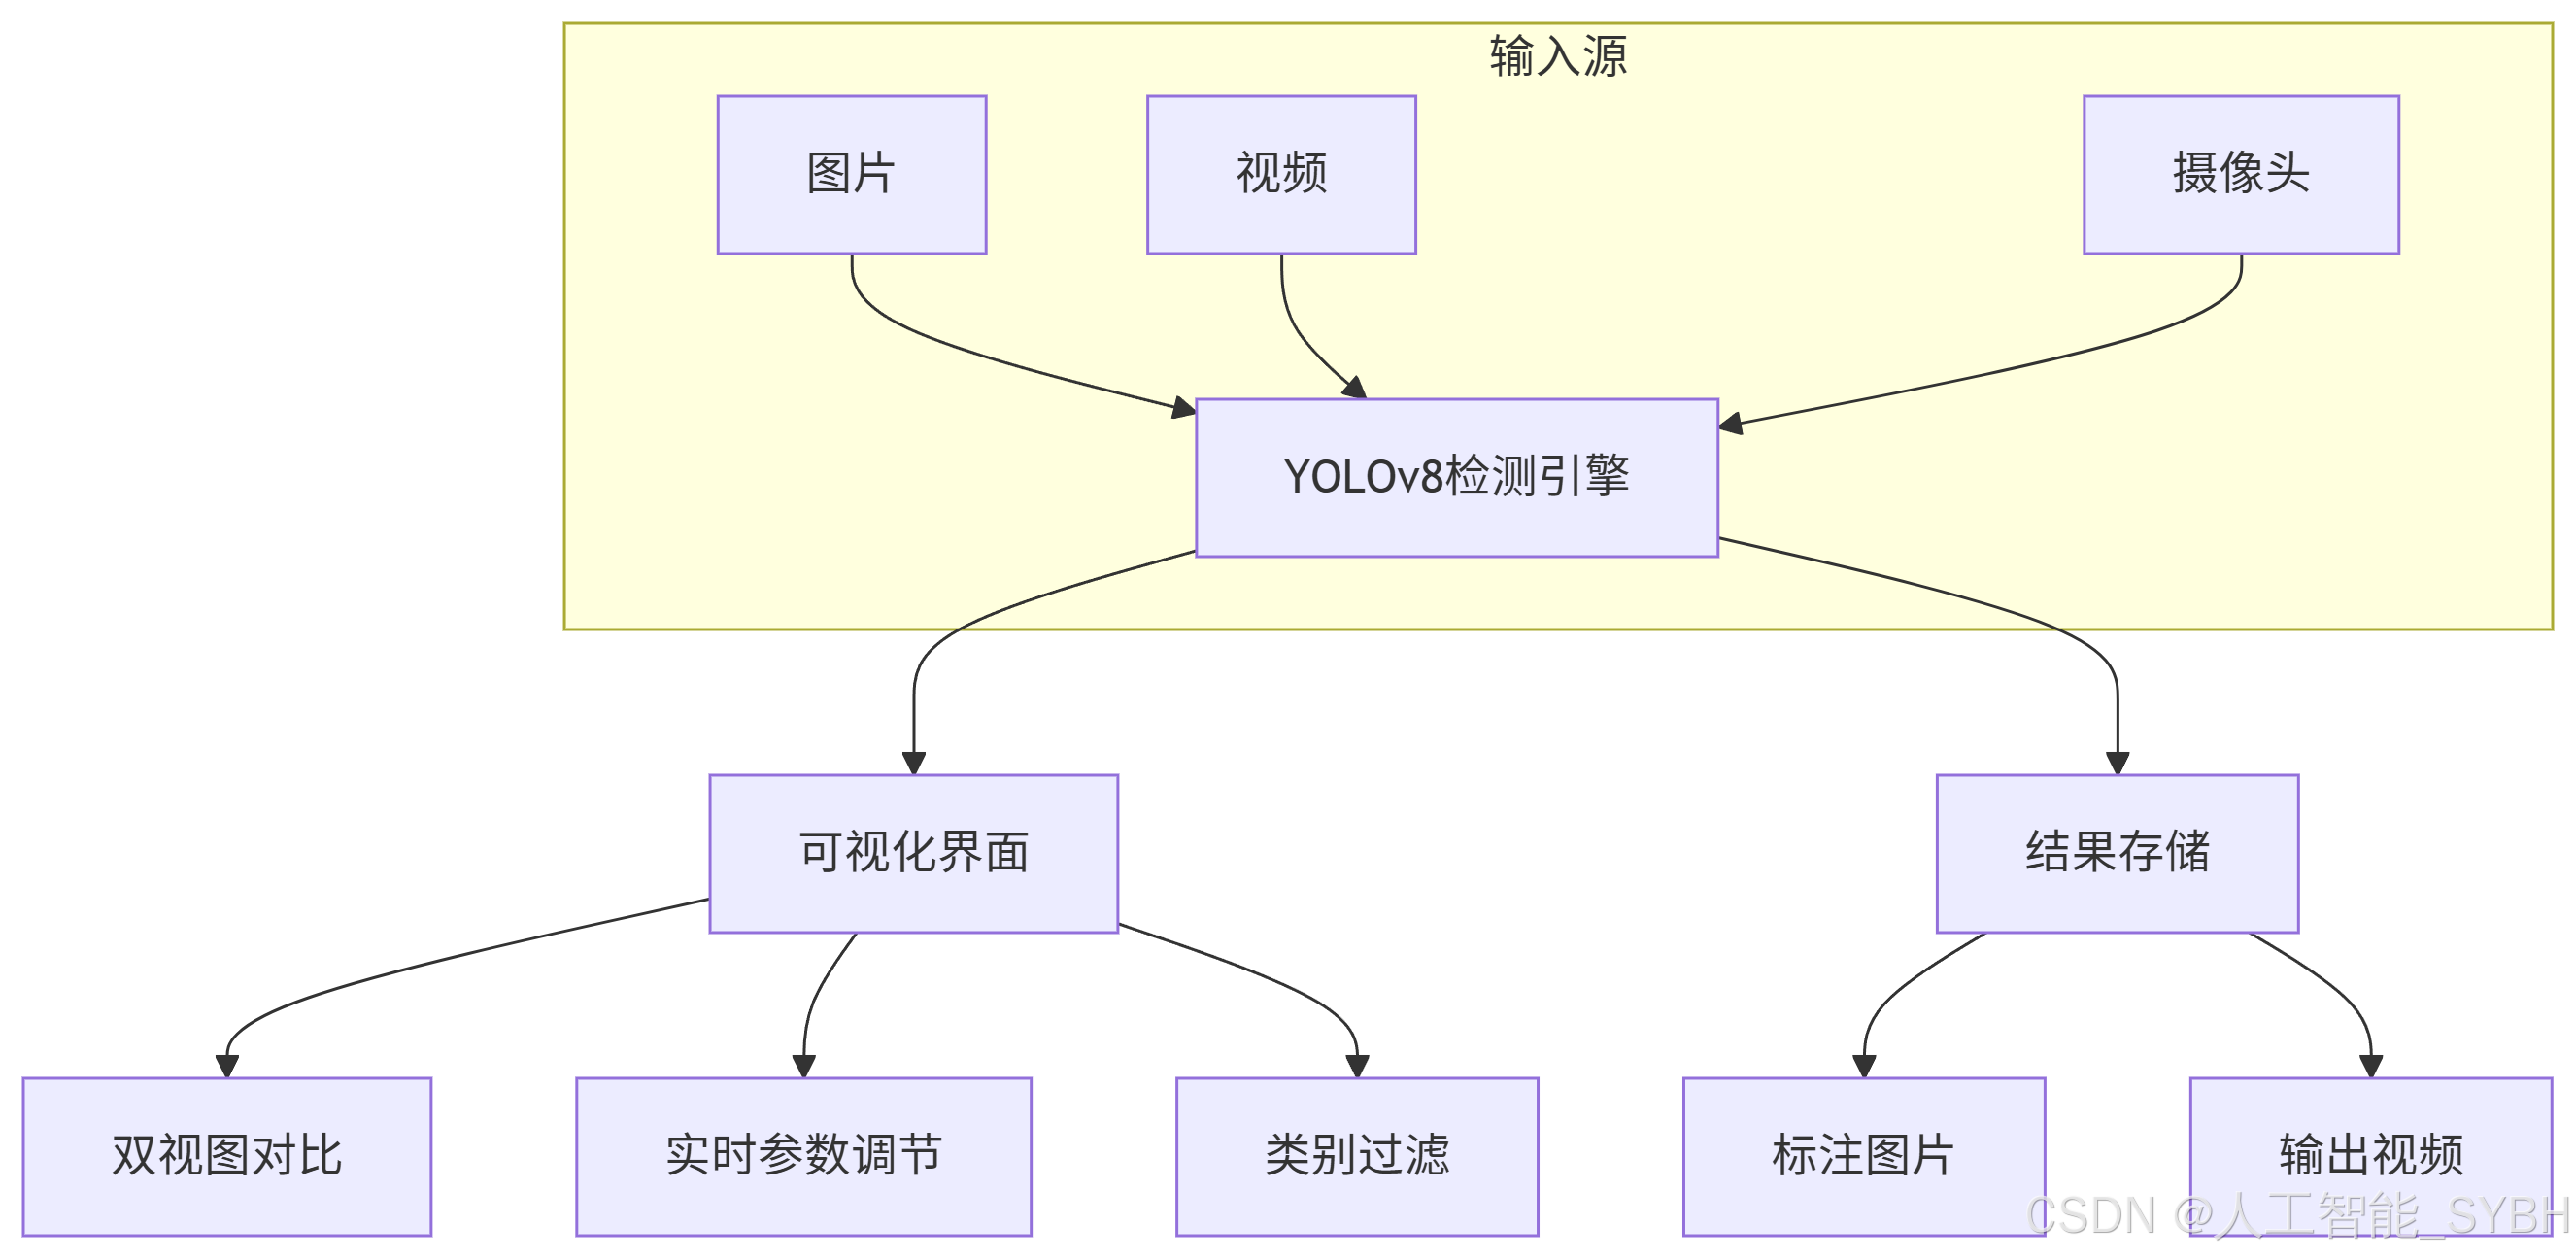 输入源
图片
视频
摄像头
YOLOv8检测引擎
可视化界面
结果存储
双视图对比
实时参数调节
类别过滤
标注图片
输出视频
CSDN @人工智能_SYBH